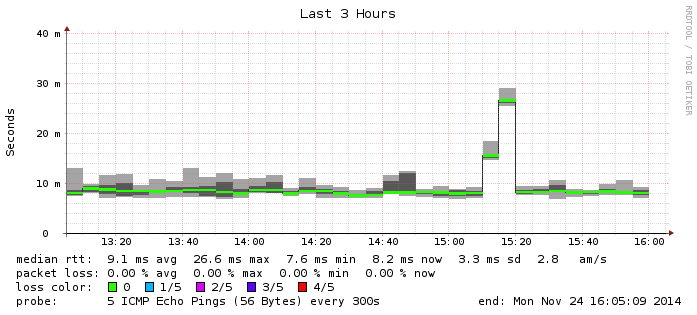 Last 3 Hours
RRDTOOL / TOBI OETIKER
Seconds
40 m
30 m
20 m
10 m
0
13:20 13:40 14:00 14:20 14:40 15:00 15:20 15:40 16:00
median rtt: 9.1 ms avg 26.6 ms max 7.6 ms min 8.2 ms now 3.3 ms sd 2.8 am/s
packet loss: 0.00 % avg 0.00 % max 0.00 % min 0.00 % now
loss color: 0 1/5 2/5 3/5 4/5
probe: 5 ICMP Echo Pings (56 Bytes) every 300s end: Mon Nov 24 16:05:09 2014